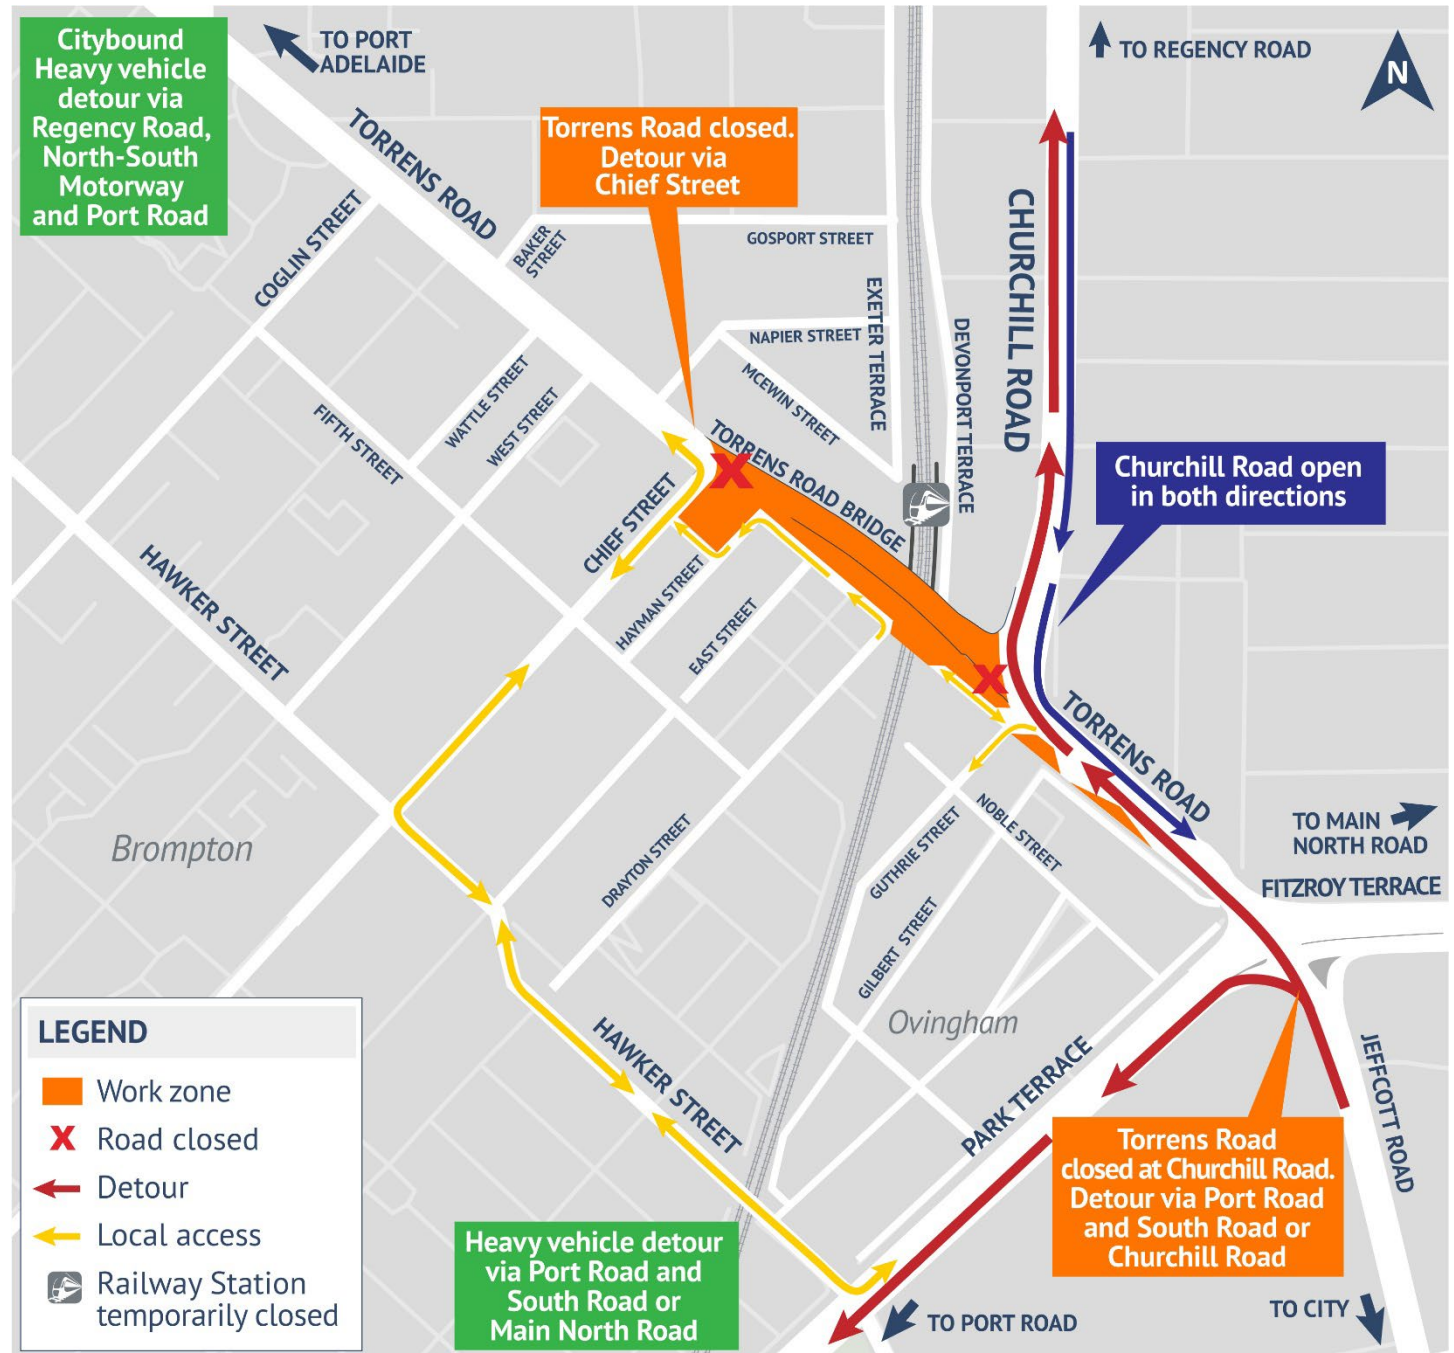 Citybound
Heavy vehicle
detour via
Regency Road,
North-South
Motorway
and Port Road
TO PORT
ADELAIDE
TO REGENCY ROAD
N
TORRENS ROAD
Torrens Road closed.
Detour via
Chief Street
COGLIN STREET
BAKER
STREET
GOSPORT STREET
EXETER TERRACE
CHURCHILL ROAD
NAPIER STREET
DEVONPORT TERRACE
MCEWIN STREET
WATTLE STREET
WEST STREET
FIFTH STREET
TORRENS ROAD BRIDGE
Churchill Road open
in both directions
CHIEF STREET
HAWKER STREET
HAYMAN STREET
EAST STREET
TORRENS ROAD
Brompton
DRAYTON STREET
NOBLE STREET
GUTHRIE STREET
TO MAIN
NORTH ROAD
FITZROY TERRACE
GILBERT STREET
Ovingham
HAWKER STREET
PARK TERRACE
JEFFCOTT ROAD
LEGEND
Work zone
X Road closed
Detour
Local access
Railway Station
temporarily closed
Heavy vehicle detour
via Port Road and
South Road or
Main North Road
Torrens Road
closed at Churchill Road.
Detour via Port Road
and South Road or
Churchill Road
TO PORT ROAD
TO CITY